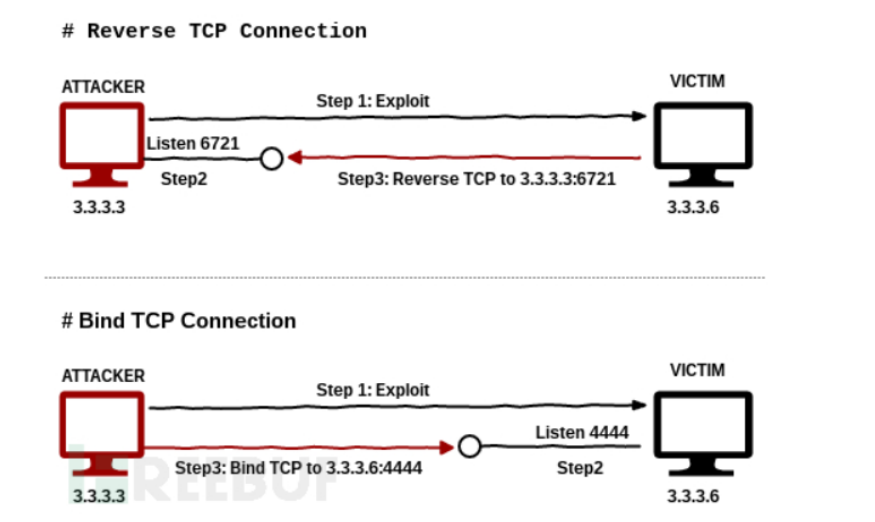 # Reverse TCP Connection
ATTACKER
VICTIM
Step 1: Exploit
Listen 6721
Step2
Step3: Reverse TCP to 3.3.3.3:6721
3.3.3.3
3.3.3.6
# Bind TCP Connection
ATTACKER
VICTIM
Step 1: Exploit
Listen 4444
Step3: Bind TCP to 3.3.3.6:4444
Step2
FREEBUF
3.3.3.3
3.3.3.6